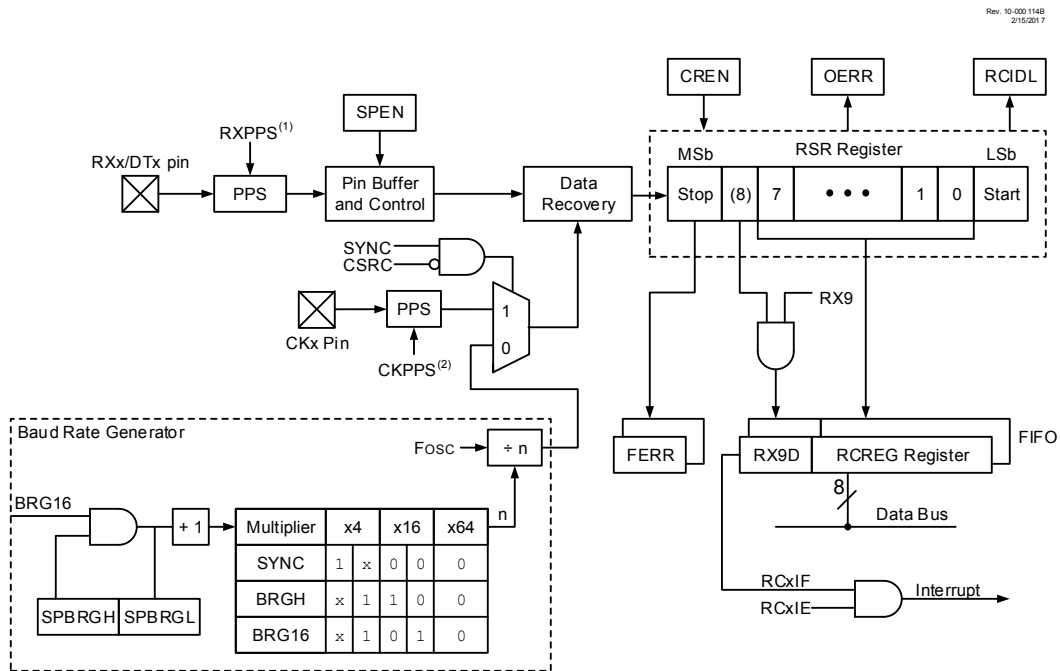 Rev. 10-000 114B
2/15/2017
CREN
OERR
RCIDL
SPEN
RXPPS(1)
RXx/DTx pin
PPS
Pin Buffer
and Control
Data
Recovery
MSb
RSR Register
LSb
Stop
(8)
7
• • •
1
0
Start
SYNC
CSRC
CKx Pin
PPS
CKPPS(2)
1
0
RX9
Baud Rate Generator
Fosc
÷ n
n
FERR
RX9D
RCREG Register
FIFO
8
Data Bus
BRG16
+ 1
SPBRGH
SPBRGL
Multiplier x4 x16 x64
SYNC 1 x 0 0 0
BRGH x 1 1 0 0
BRG16 x 1 0 1 0
RCxIF
RCxIE
Interrupt